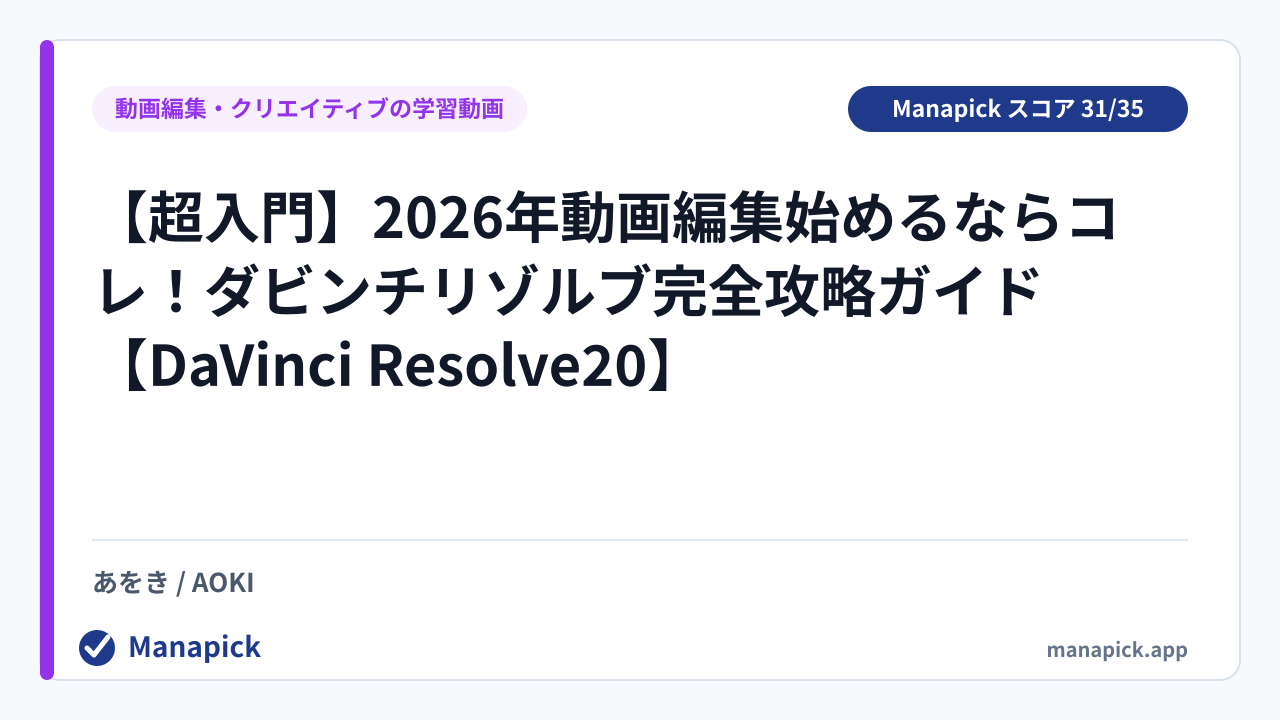 動画編集・クリエイティブの学習動画
Manapick スコア 31/35
【超入門】2026年動画編集始めるならコ
レ！ダビンチリゾルブ完全攻略ガイド
【DaVinci Resolve20】
あをき / AOKI
Manapick
manapick.app